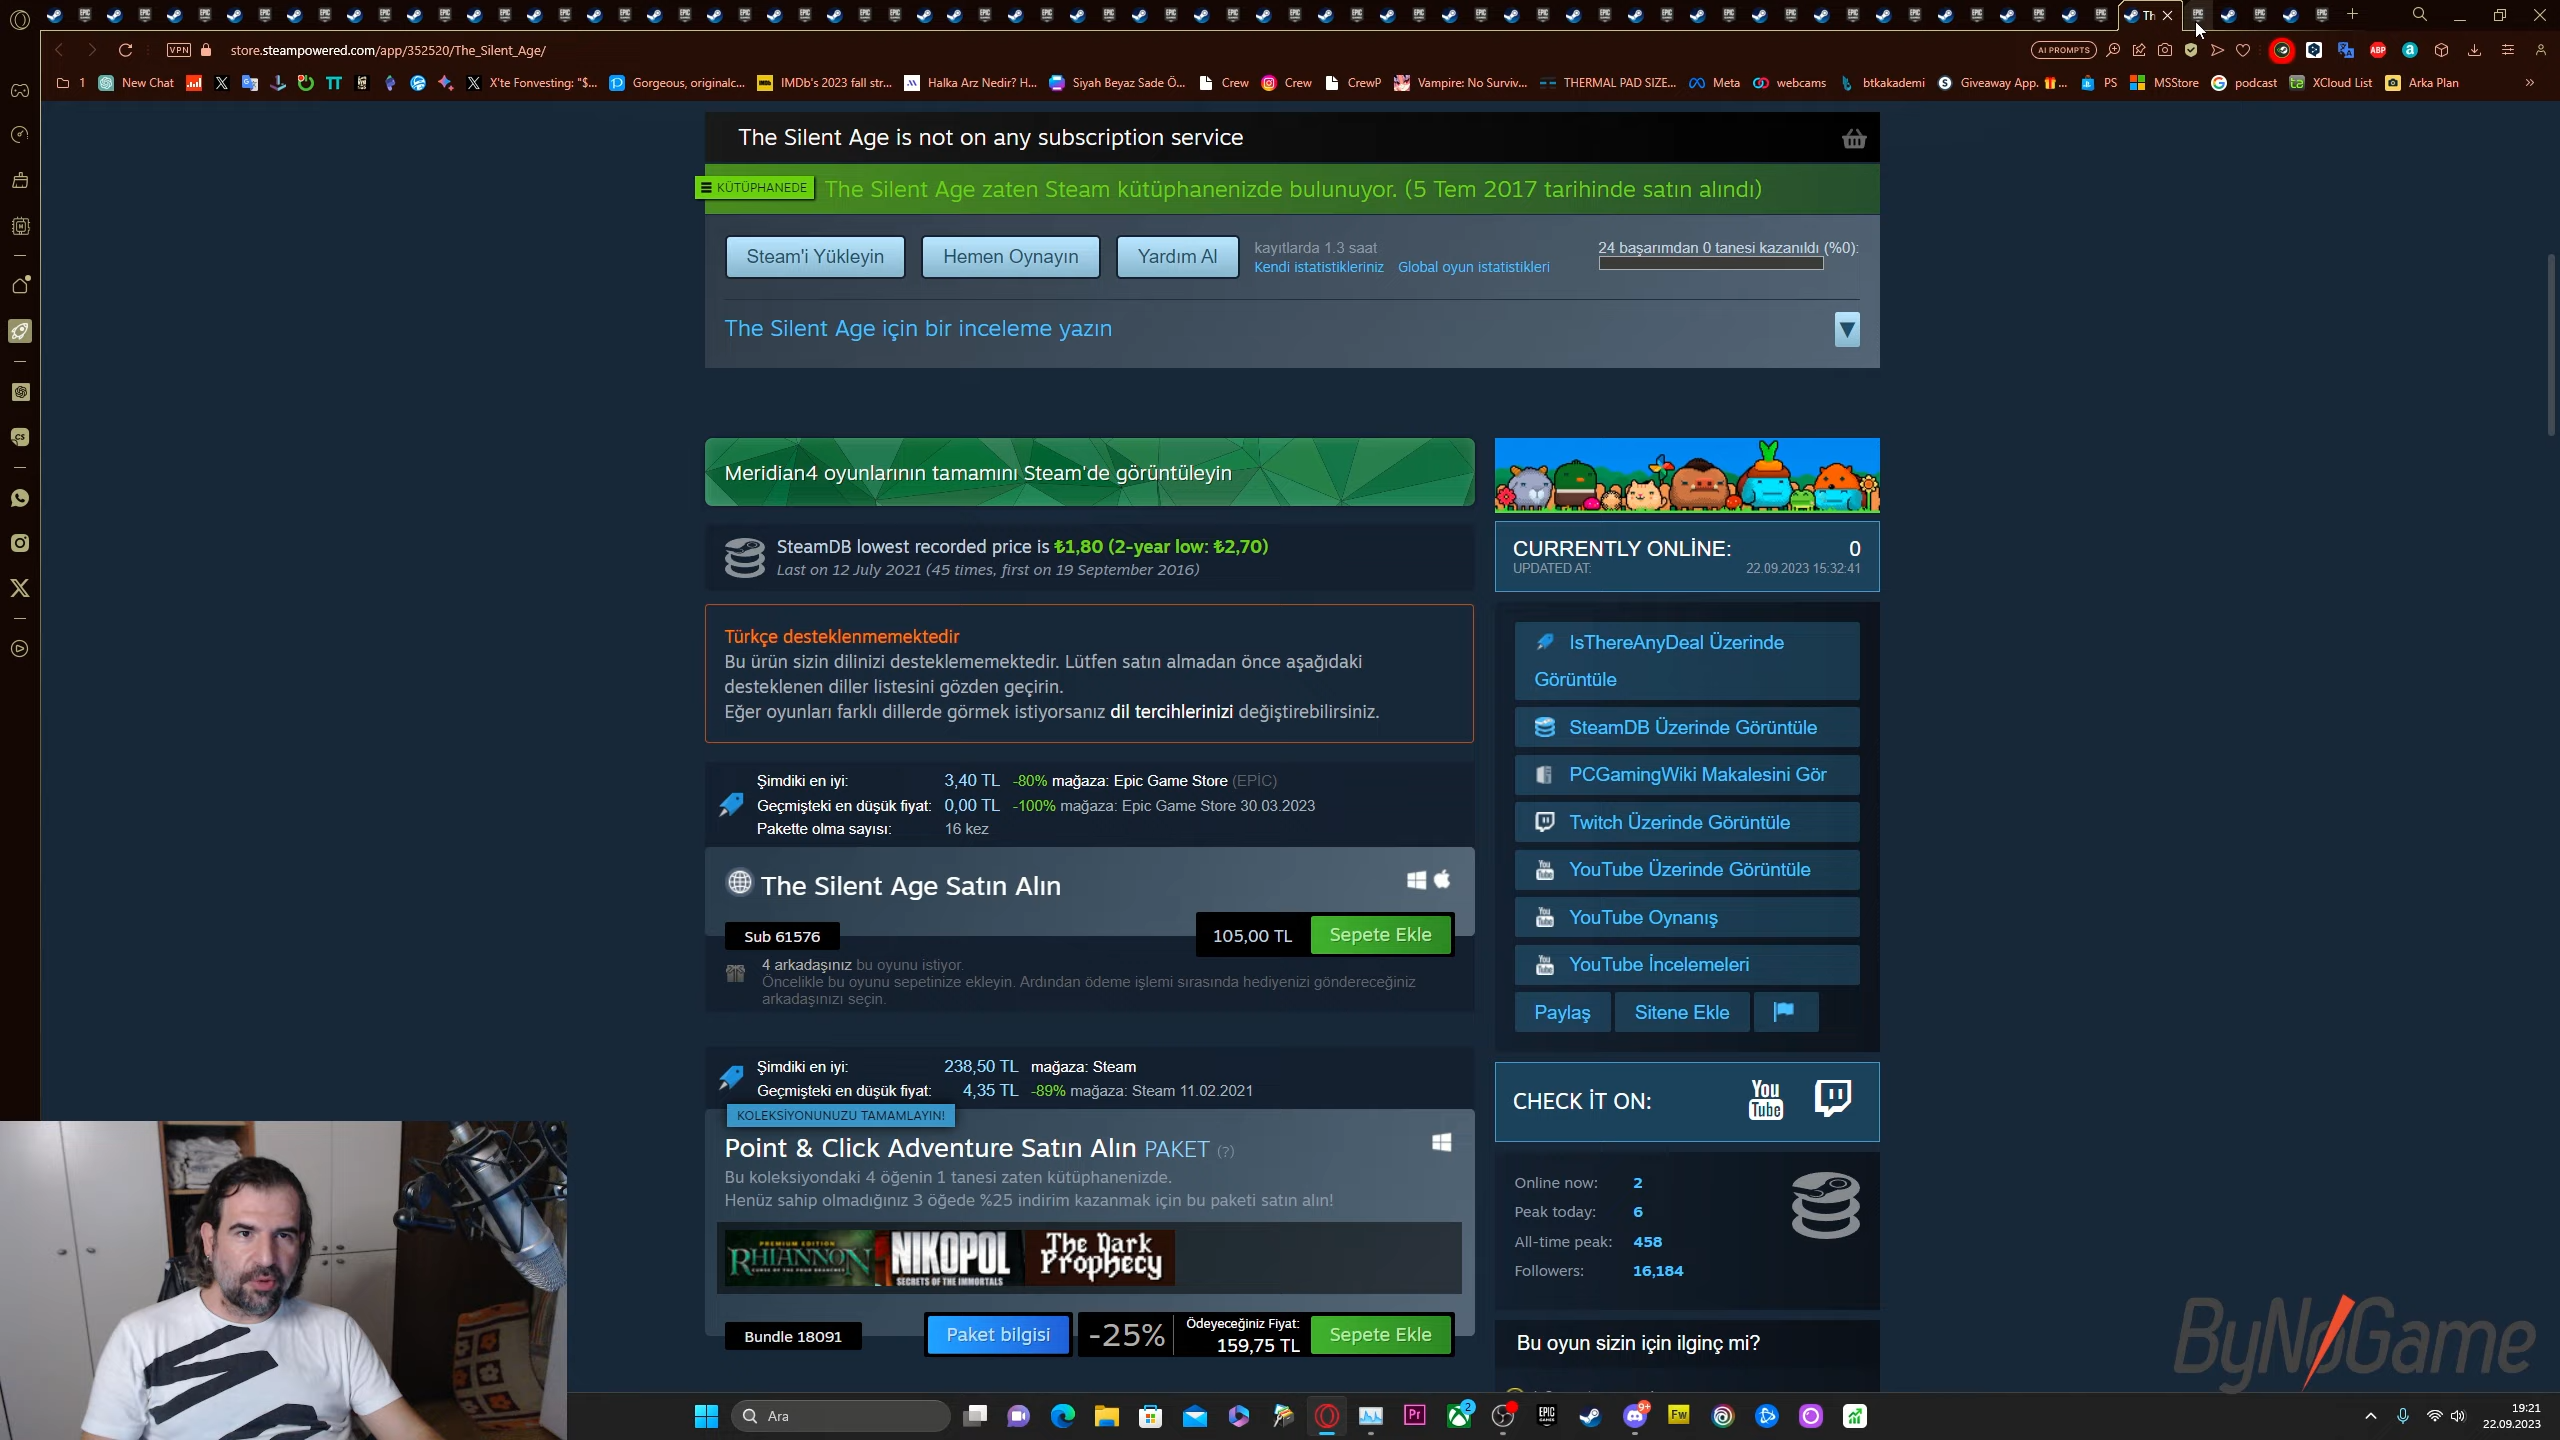 Th
VPN
store.steampowered.com/app/352520/The_Silent_Age/
AI PROMPTS
1
New Chat
X'te Fonvesting: "$...
Gorgeous, originalc...
IMDb's 2023 fall str...
Halka Arz Nedir? H...
Siyah Beyaz Sade Ö...
Crew
Crew
CrewP
Vampire: No Surviv...
THERMAL PAD SIZE...
Meta
webcams
btkakademi
Giveaway App.
PS
MSStore
podcast
XCloud List
Arka Plan
The Silent Age is not on any subscription service
KÜTÜPHANEDE
The Silent Age zaten Steam kütüphanenizde bulunuyor. (5 Tem 2017 tarihinde satın alındı)
Steam'i Yükleyin
Hemen Oynayın
Yardım Al
kayıtlarda 1.3 saat
Kendi istatistikleriniz Global oyun istatistikleri
24 başarımdan 0 tanesi kazanıldı (%0):
The Silent Age için bir inceleme yazın
Meridian4 oyunlarının tamamını Steam'de görüntüleyin
SteamDB lowest recorded price is ₺1,80 (2-year low: ₺2,70)
Last on 12 July 2021 (45 times, first on 19 September 2016)
Türkçe desteklenmemektedir
Bu ürün sizin dilinizi desteklememektedir. Lütfen satın almadan önce aşağıdaki
desteklenen diller listesini gözden geçirin.
Eğer oyunları farklı dillerde görmek istiyorsanız dil tercihlerinizi değiştirebilirsiniz.
Şimdiki en iyi: 3,40 TL -80% mağaza: Epic Game Store (EPİC)
Geçmişteki en düşük fiyat: 0,00 TL -100% mağaza: Epic Game Store 30.03.2023
Pakette olma sayısı: 16 kez
The Silent Age Satın Alın
Sub 61576
105,00 TL
Sepete Ekle
4 arkadaşınız bu oyunu istiyor.
Öncelikle bu oyunu sepetinize ekleyin. Ardından ödeme işlemi sırasında hediyenizi göndereceğiniz
arkadaşınızı seçin.
Şimdiki en iyi: 238,50 TL mağaza: Steam
Geçmişteki en düşük fiyat: 4,35 TL -89% mağaza: Steam 11.02.2021
KOLEKSİYONUNUZU TAMAMLAYIN!
Point & Click Adventure Satın Alın PAKET (?)
Bu koleksiyondaki 4 öğenin 1 tanesi zaten kütüphanenizde.
Henüz sahip olmadığınız 3 öğede %25 indirim kazanmak için bu paketi satın alın!
PREMIUM EDITION
RHIANNON
CURSE OF THE FOUR BRANCHES
NIKOPOL
SECRETS OF THE IMMORTALS
The Dark
Prophecy
Bundle 18091
Paket bilgisi
-25%
Ödeyeceğiniz Fiyat:
159,75 TL
Sepete Ekle
CURRENTLY ONLİNE: 0
UPDATED AT: 22.09.2023 15:32:41
IsThereAnyDeal Üzerinde
Görüntüle
SteamDB Üzerinde Görüntüle
PCGamingWiki Makalesini Gör
Twitch Üzerinde Görüntüle
YouTube Üzerinde Görüntüle
YouTube Oynanış
YouTube İncelemeleri
Paylaş
Sitene Ekle
CHECK İT ON:
You
Tube
Online now: 2
Peak today: 6
All-time peak: 458
Followers: 16,184
Bu oyun sizin için ilginç mi?
ByNoGame
Ara
19:21
22.09.2023